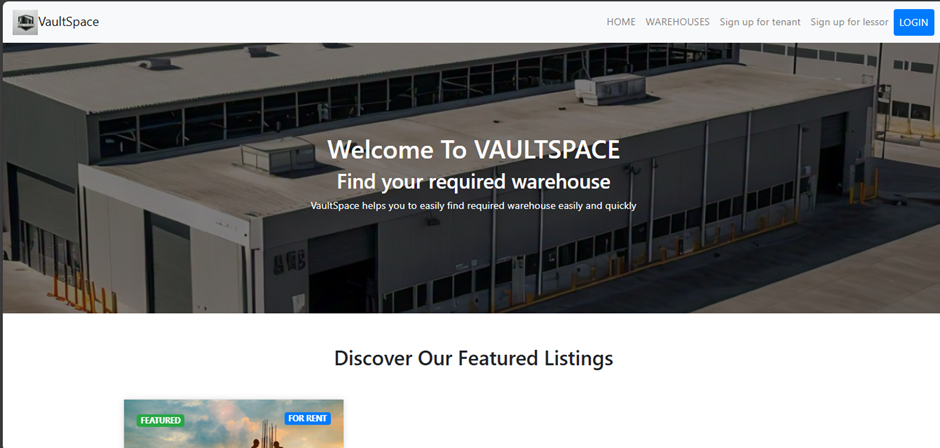 VaultSpace
HOME WAREHOUSES Sign up for tenant Sign up for lessor LOGIN
Welcome To VAULTSPACE
Find your required warehouse
VaultSpace helps you to easily find required warehouse easily and quickly
Discover Our Featured Listings
FEATURED
FOR RENT